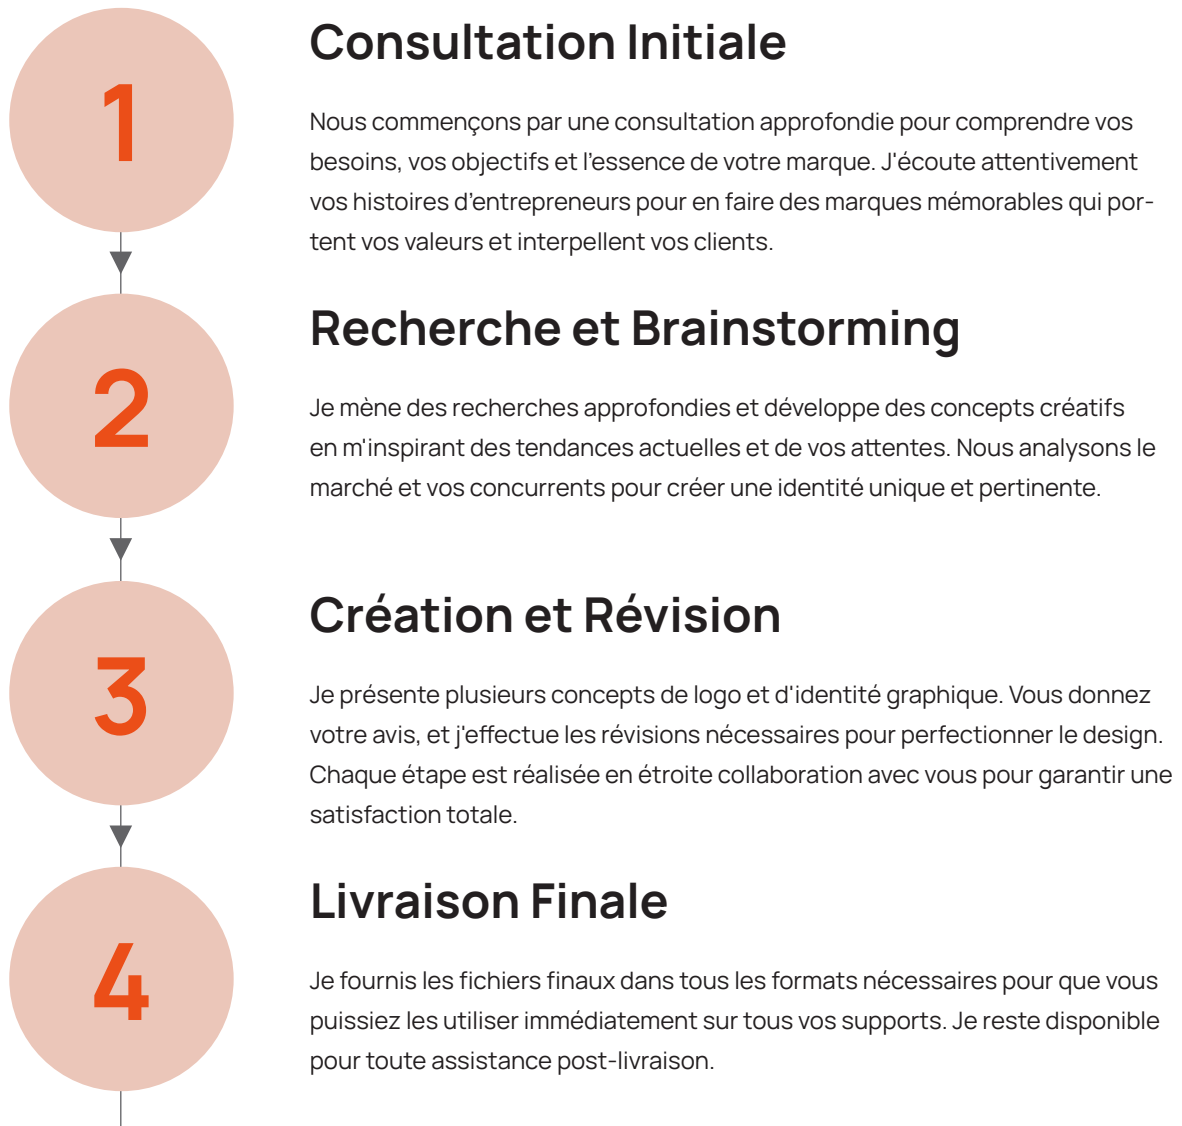 1
Consultation Initiale
Nous commençons par une consultation approfondie pour comprendre vos
besoins, vos objectifs et l'essence de votre marque. J'écoute attentivement
vos histoires d'entrepreneurs pour en faire des marques mémorables qui por-
tent vos valeurs et interpellent vos clients.
2
Recherche et Brainstorming
Je mène des recherches approfondies et développe des concepts créatifs
en m'inspirant des tendances actuelles et de vos attentes. Nous analysons le
marché et vos concurrents pour créer une identité unique et pertinente.
3
Création et Révision
Je présente plusieurs concepts de logo et d'identité graphique. Vous donnez
votre avis, et j'effectue les révisions nécessaires pour perfectionner le design.
Chaque étape est réalisée en étroite collaboration avec vous pour garantir une
satisfaction totale.
4
Livraison Finale
Je fournis les fichiers finaux dans tous les formats nécessaires pour que vous
puissiez les utiliser immédiatement sur tous vos supports. Je reste disponible
pour toute assistance post-livraison.